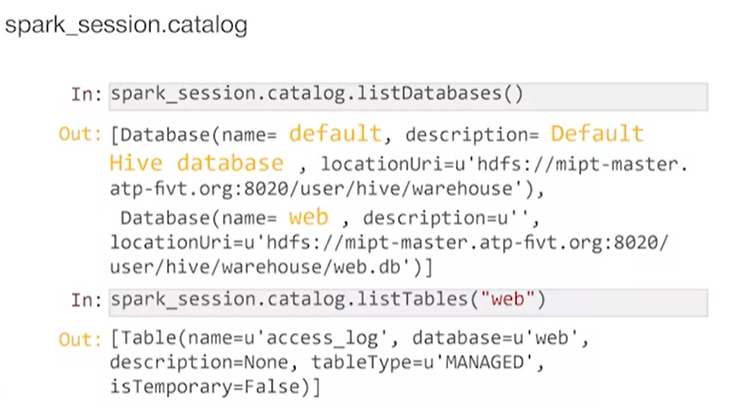 spark_session.catalog
In: spark_session.catalog.listDatabases()
Out: [Database(name= default, description= Default
Hive database , locationUri=u'hdfs://mipt-master.
atp-fivt.org:8020/user/hive/warehouse'),
Database(name= web , description=u'',
locationUri=u'hdfs://mipt-master.atp-fivt.org:8020/
user/hive/warehouse/web.db')]
In: spark_session.catalog.listTables("web")
Out: [Table(name=u'access_log', database=u'web',
description=None, tableType=u'MANAGED',
isTemporary=False)]